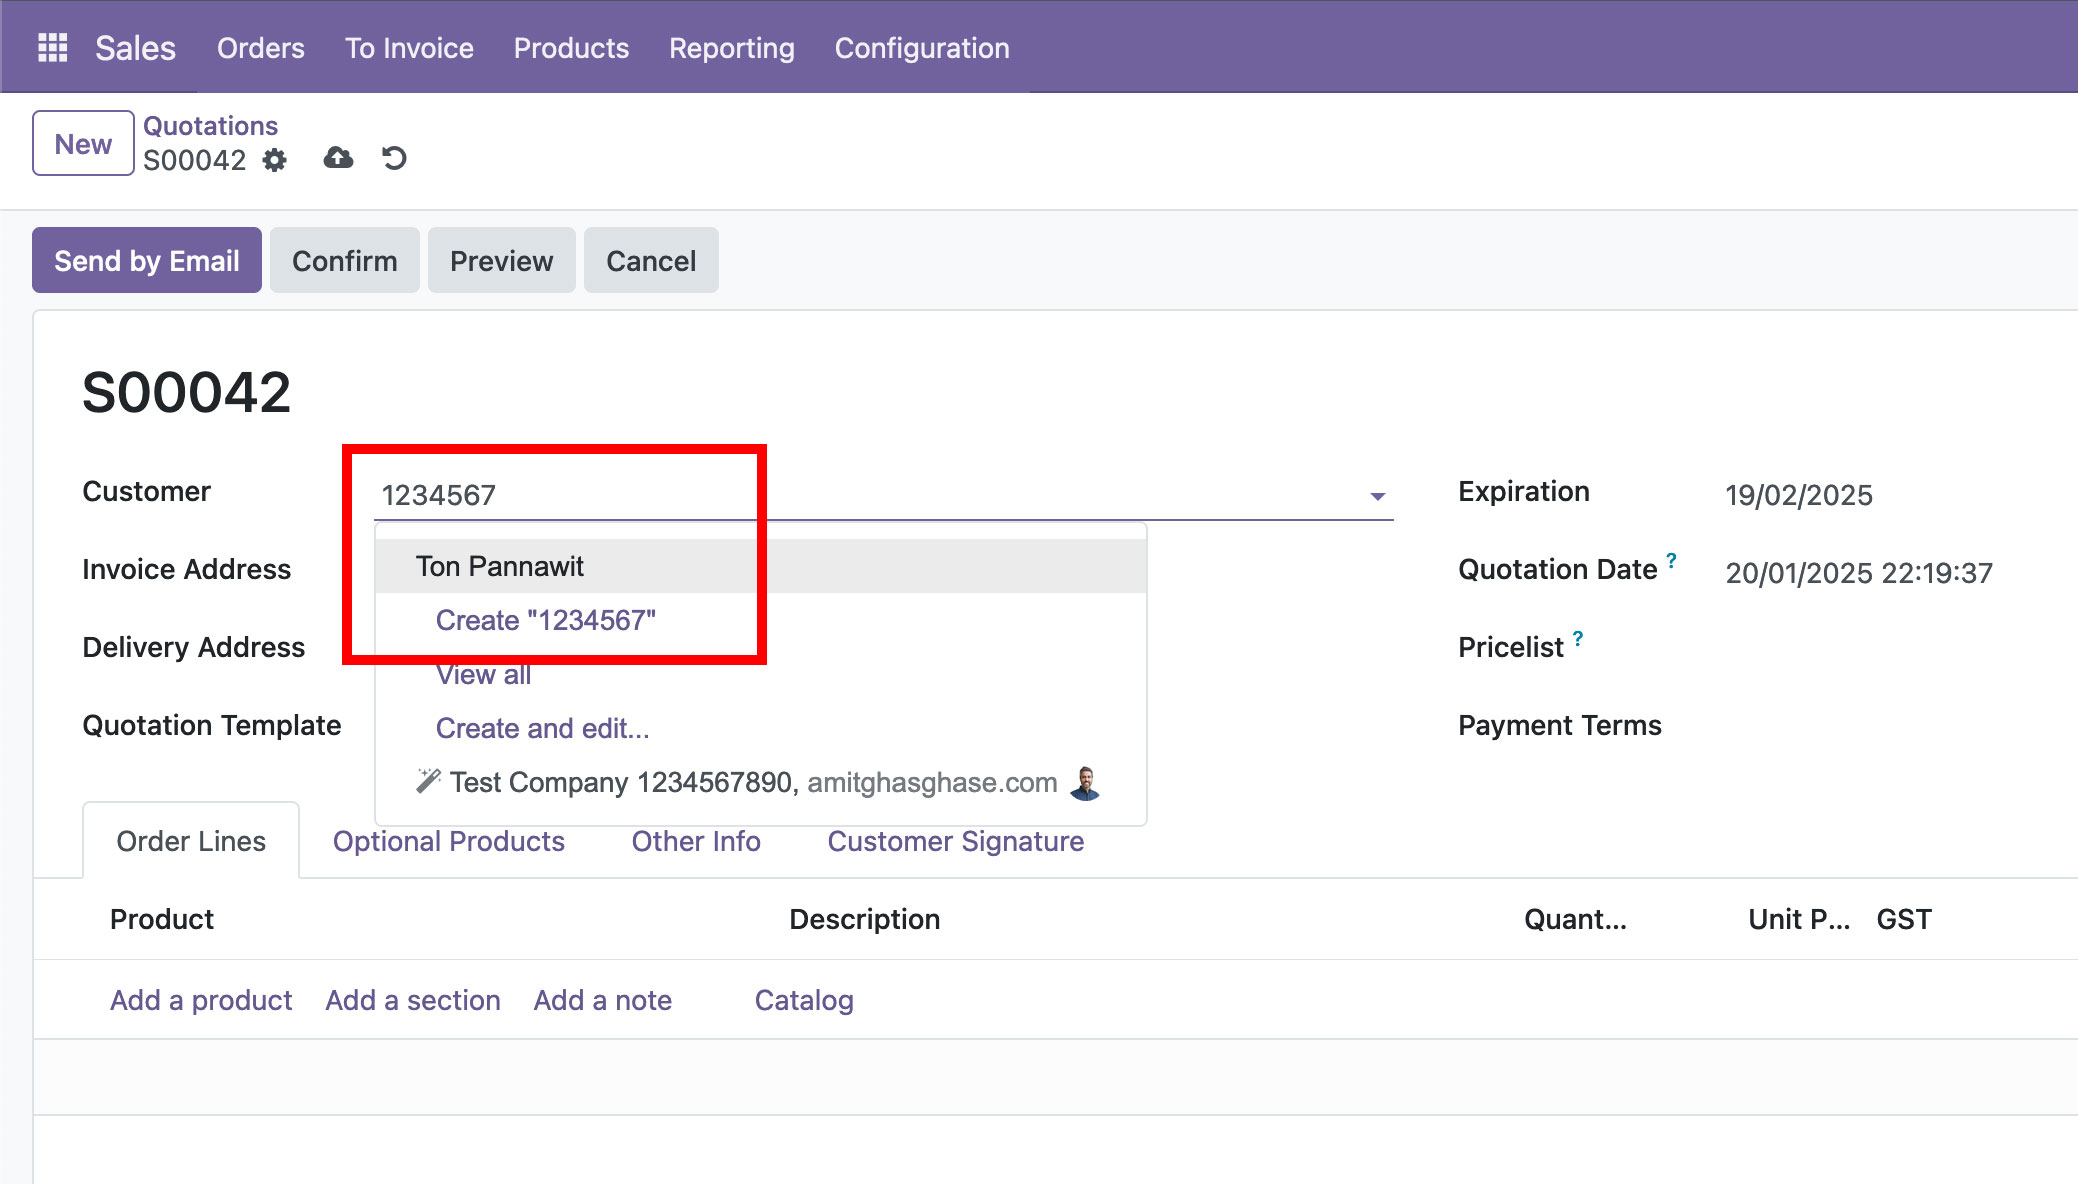 Sales Orders To Invoice Products Reporting Configuration
New Quotations
S00042
Send by Email Confirm Preview Cancel
S00042
Customer 1234567
Ton Pannawit
Create "1234567"
View all
Create and edit...
Test Company 1234567890, amitghasghase.com
Invoice Address
Delivery Address
Quotation Template
Expiration 19/02/2025
Quotation Date ? 20/01/2025 22:19:37
Pricelist ?
Payment Terms
Order Lines Optional Products Other Info Customer Signature
Product Description Quant... Unit P... GST
Add a product Add a section Add a note Catalog